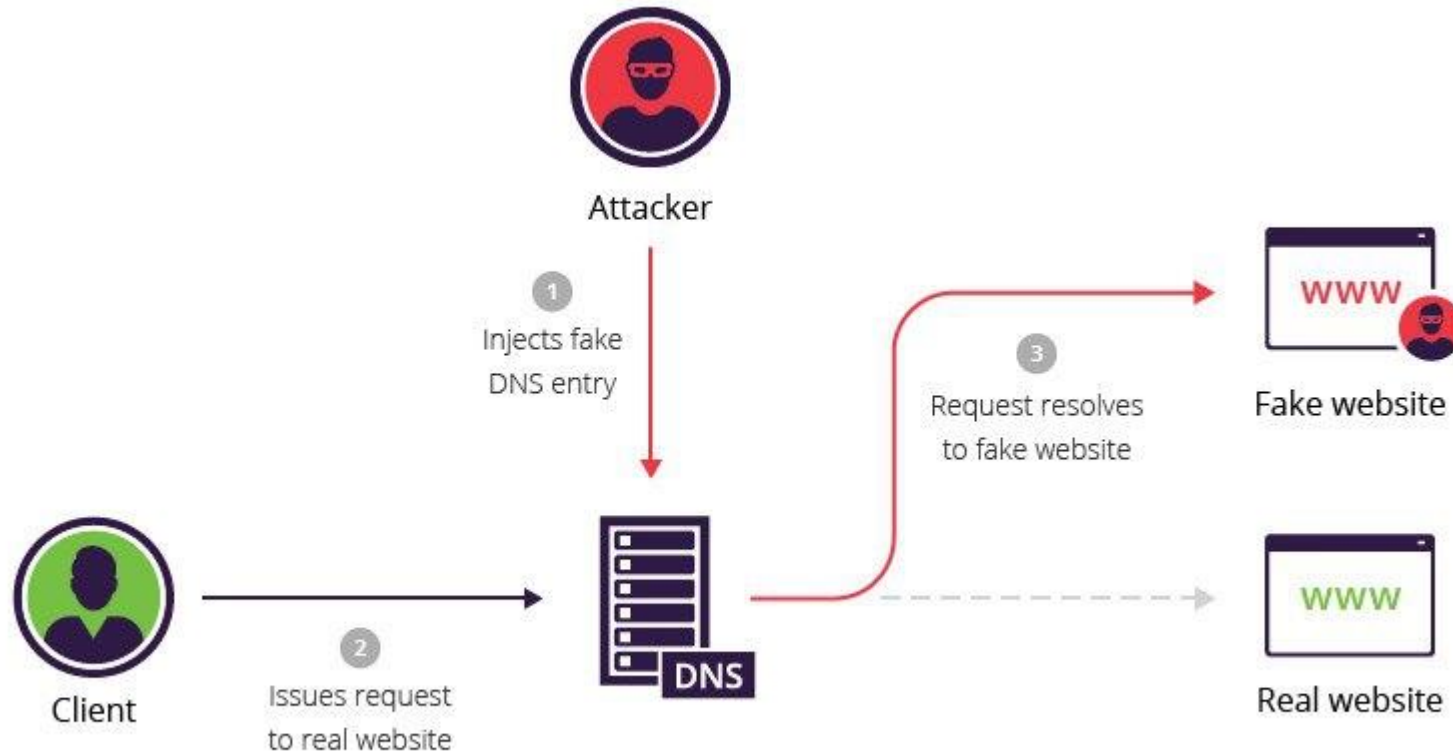 Attacker
1
Injects fake
DNS entry
www
3
Request resolves
to fake website
Fake website
Client
2
Issues request
to real website
DNS
www
Real website